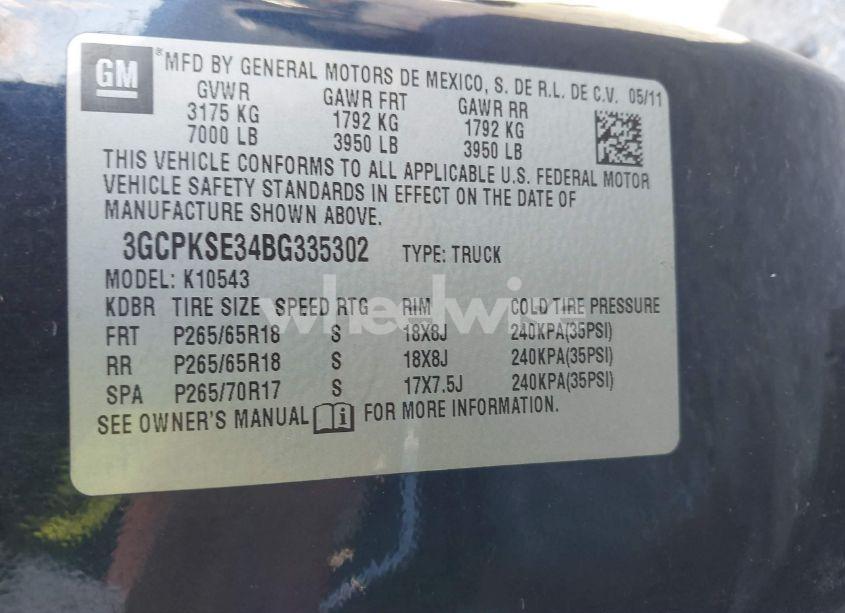 GM
®MFD BY GENERAL MOTORS DE MEXICO, S. DE R.L. DE C.V. 05/11
GVWR GAWR FRT GAWR RR
3175 KG 1792 KG 1792 KG
7000 LB 3950 LB 3950 LB
THIS VEHICLE CONFORMS TO ALL APPLICABLE U.S. FEDERAL MOTOR
VEHICLE SAFETY STANDARDS IN EFFECT ON THE DATE OF
MANUFACTURE SHOWN ABOVE.
3GCPKSE34BG335302 TYPE: TRUCK
MODEL: K10543
KDBR TIRE SIZE SPEED RTG RIM COLD TIRE PRESSURE
wheelwise
FRT P265/65R18 S 18X8J 240KPA(35PSI)
RR P265/65R18 S 18X8J 240KPA(35PSI)
SPA P265/70R17 S 17X7.5J 240KPA(35PSI)
SEE OWNER'S MANUAL i FOR MORE INFORMATION.